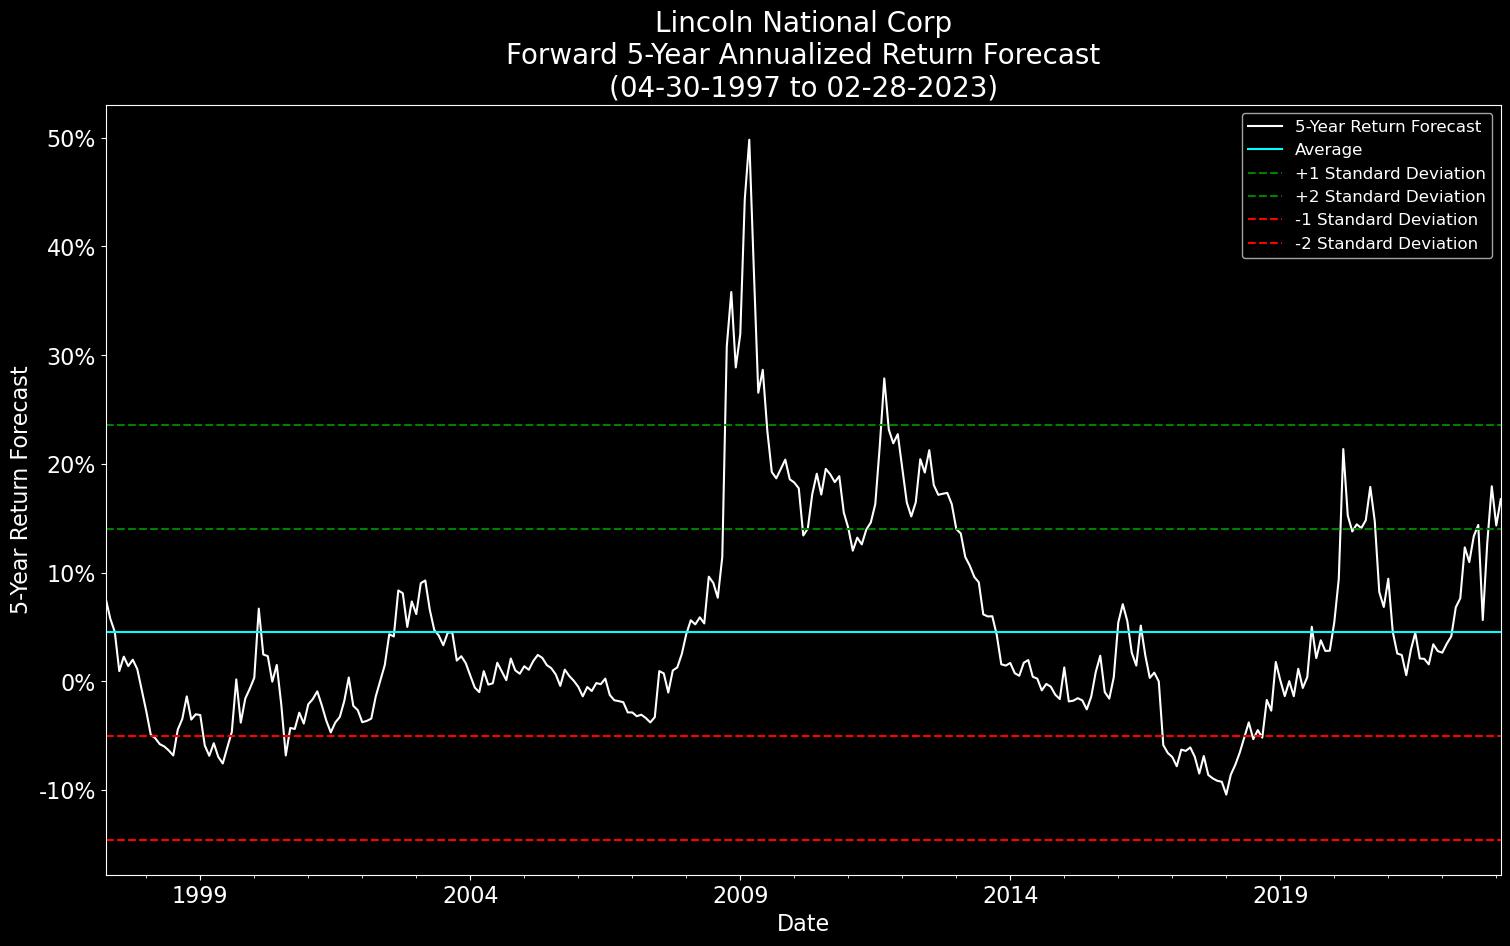 Lincoln National Corp
Forward 5-Year Annualized Return Forecast
(04-30-1997 to 02-28-2023)
5-Year Return Forecast
Average
+1 Standard Deviation
+2 Standard Deviation
-1 Standard Deviation
-2 Standard Deviation
5-Year Return Forecast
50%
40%
30%
20%
10%
0%
-10%
1999
2004
2009
2014
2019
Date